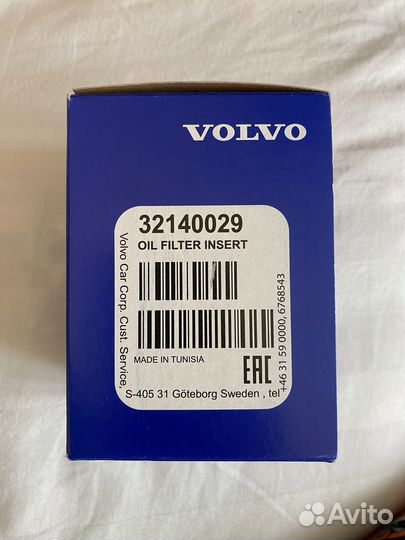 VOLVO
32140029
OIL FILTER INSERT
MADE IN TUNISIA
EAC
Volvo Car Corp. Cust. Service,
S-405 31 Göteborg Sweden , tel
+46 31 59 0000, 6768543
Avito